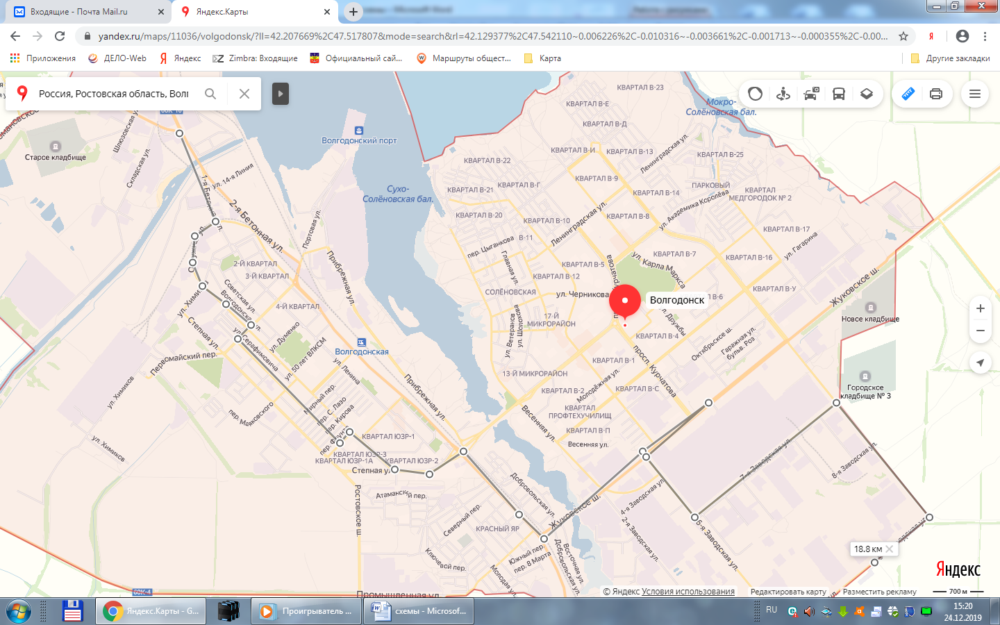 Входящие - Почта Mail.ru
Яндекс.Карты
yandex.ru/maps/11036/volgodonsk/?ll=42.207669%2C47.517807&mode=search&rl=42.129377%2C47.542110~0.006226%2C-0.010316~-0.003661%2C-0.001713~-0.000355%2C-0.00...
Приложения
ДЕЛО-Web
Яндекс
Zimbra: Входящие
Официальный сай...
Маршруты общест...
Карта
Другие закладки
Россия, Ростовская область, Волг
КВАРТАЛ В-23
КВАРТАЛ В-Е
Мокро-
Солёновская бал.
КВАРТАЛ В-Д
Волгодонский порт
Старое кладбище
Шлюзовская ул.
Складская ул.
ул. 14-я Линия
КВАРТАЛ В-И
КВАРТАЛ В-13
Ленинградская ул.
КВАРТАЛ В-25
КВАРТАЛ В-22
КВАРТАЛ В-9
КВАРТАЛ В-Г
КВАРТАЛ В-21
Сухо-
Солёновская бал.
ПАРКОВЫЙ
КВАРТАЛ
МЕДГОРОДОК № 2
КВАРТАЛ В-14
ул. Академика Королёва
2-я Бетонная ул.
Портовая ул.
КВАРТАЛ В-20
КВАРТАЛ В-10
КВАРТАЛ В-8
Ленинградская ул.
КВАРТАЛ В-17
ул. Гагарина
В-11
пер. Цыганкова
Главная ул.
Прибрежная ул.
КВАРТАЛ В-7
КВАРТАЛ В-16
ул. Карла Маркса
2-Й КВАРТАЛ
3-Й КВАРТАЛ
4-Й КВАРТАЛ
КВАРТАЛ В-5
КВАРТАЛ В-12
СОЛЁНОВСКАЯ
ул. Черникова
КВАРТАЛ В-У
Жуковское ш.
Волгодонск
ул. Дружбы
Новое кладбище
Советская ул.
Волгодонская ул.
ул. Химиков
Степная ул.
17-Й
МИКРОРАЙОН
ул. Ветеранов
ул. Шолохова
КВАРТАЛ В-4
Октябрьское ш.
Гаражная ул.
бульв. Роз
ул. Думенко
ул. Серафимовича
Первомайский пер.
ул. 50 лет ВЛКСМ
Волгодонская
ул. Ленина
КВАРТАЛ В-1
просп. Курчатова
13-Й МИКРОРАЙОН
Молодёжная ул.
Прибрежная ул.
КВАРТАЛ В-2
КВАРТАЛ В-С
Городское
кладбище № 3
ул. Химиков
Мирный пер.
пер. С. Лазо
пер. Кирова
пер. Маяковского
КВАРТАЛ
ПРОФТЕХУЧИЛИЩ
Весенняя ул.
КВАРТАЛ В-П
Весенняя ул.
ул. Химиков
КВАРТАЛ ЮЗР-1
КВАРТАЛ ЮЗР-3
КВАРТАЛ ЮЗР-1А
КВАРТАЛ ЮЗР-2
7-я Заводская ул.
8-я Заводская ул.
Ростовское ш.
Добровольская ул.
4-я Заводская ул.
2-я Заводская ул.
6-я Заводская ул.
Северный пер.
КРАСНЫЙ ЯР
Жуковское ш.
Южный пер.
пер. 8 Марта
Ключевой пер.
Молодая ул.
Восточная ул.
Добровольская ул.
18.8 км
Яндекс
60К-4
Промышленная ул.
© Яндекс Условия использования
Редактировать карту
Разместить рекламу
700 м
Яндекс.Карты - G...
Проигрыватель ...
схемы - Microsof...
RU
15:20
24.12.2019